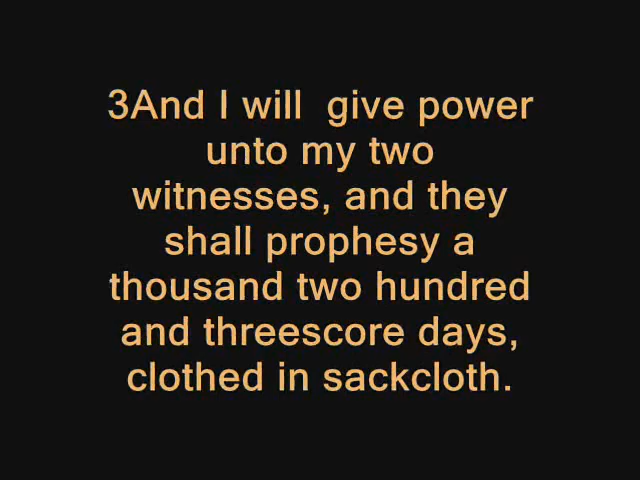 3And I will  give power
unto my two
witnesses, and they
shall prophesy a
thousand two hundred
and threescore days,
clothed in sackcloth.